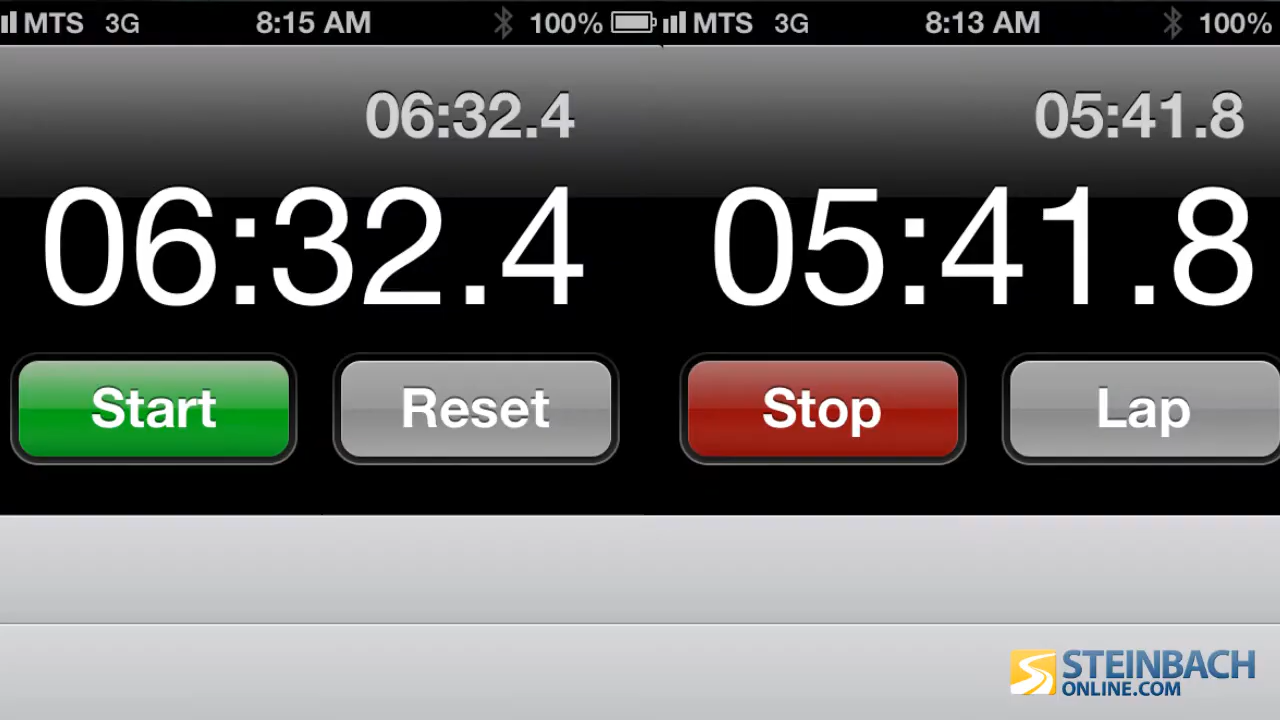 MTS 3G 8:15 AM 100%
06:32.4
06:32.4
Start Reset
MTS 3G 8:13 AM 100%
05:41.8
05:41.8
Stop Lap
STEINBACH
ONLINE.COM